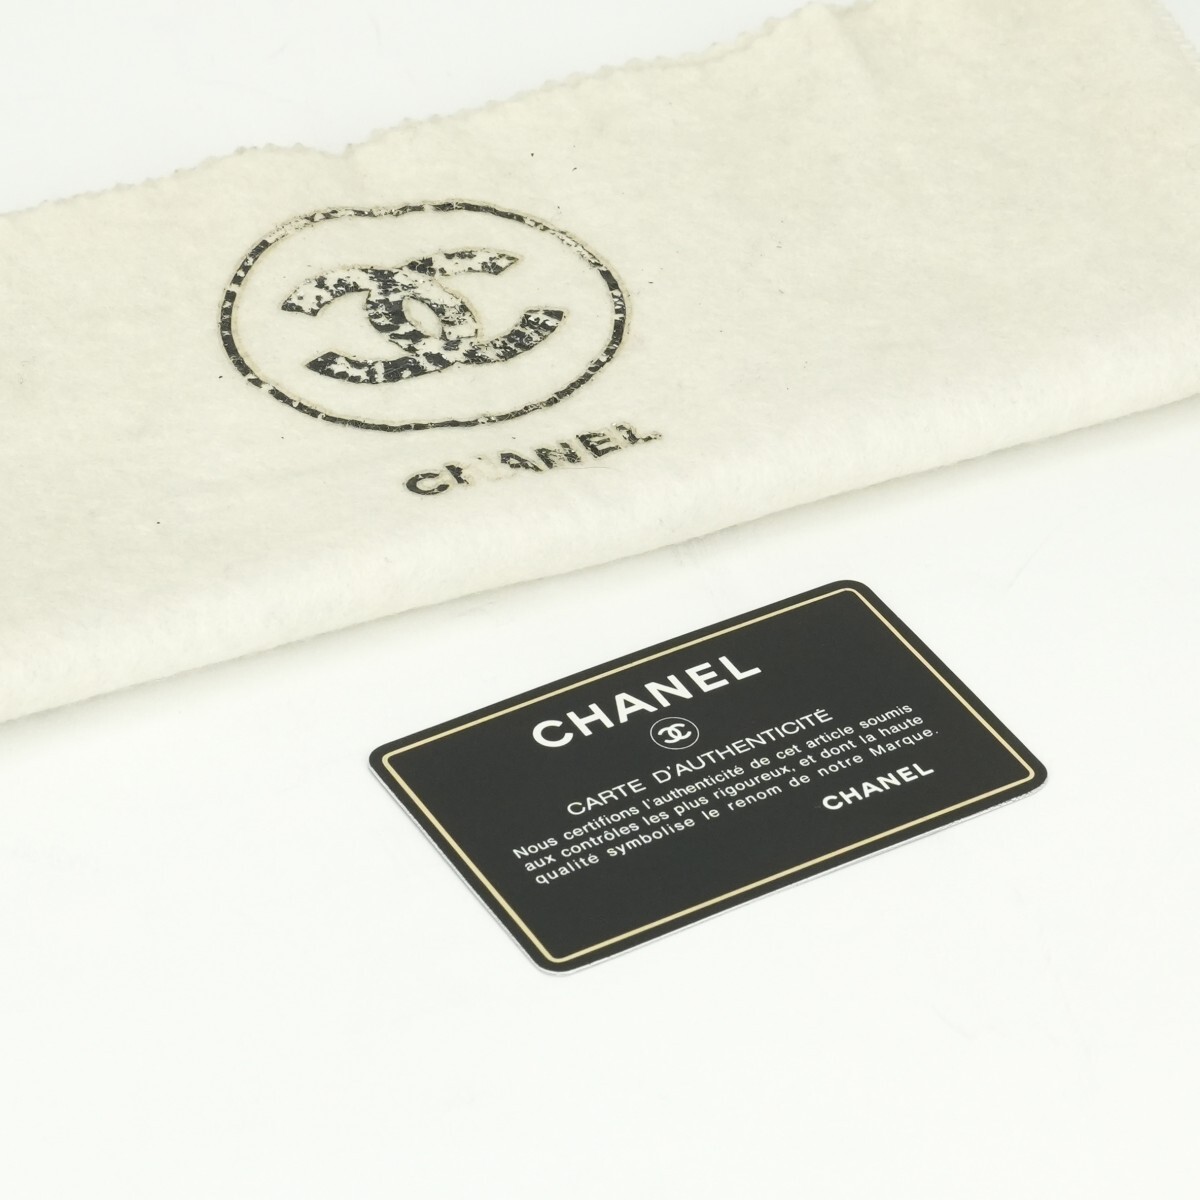 CHANEL
CHANEL
CARTE D'AUTHENTICITÉ
Nous certifions l'authenticité de cet article soumis
aux contrôles les plus rigoureux, et dont la haute
qualité symbolise le renom de notre Marque.
CHANEL